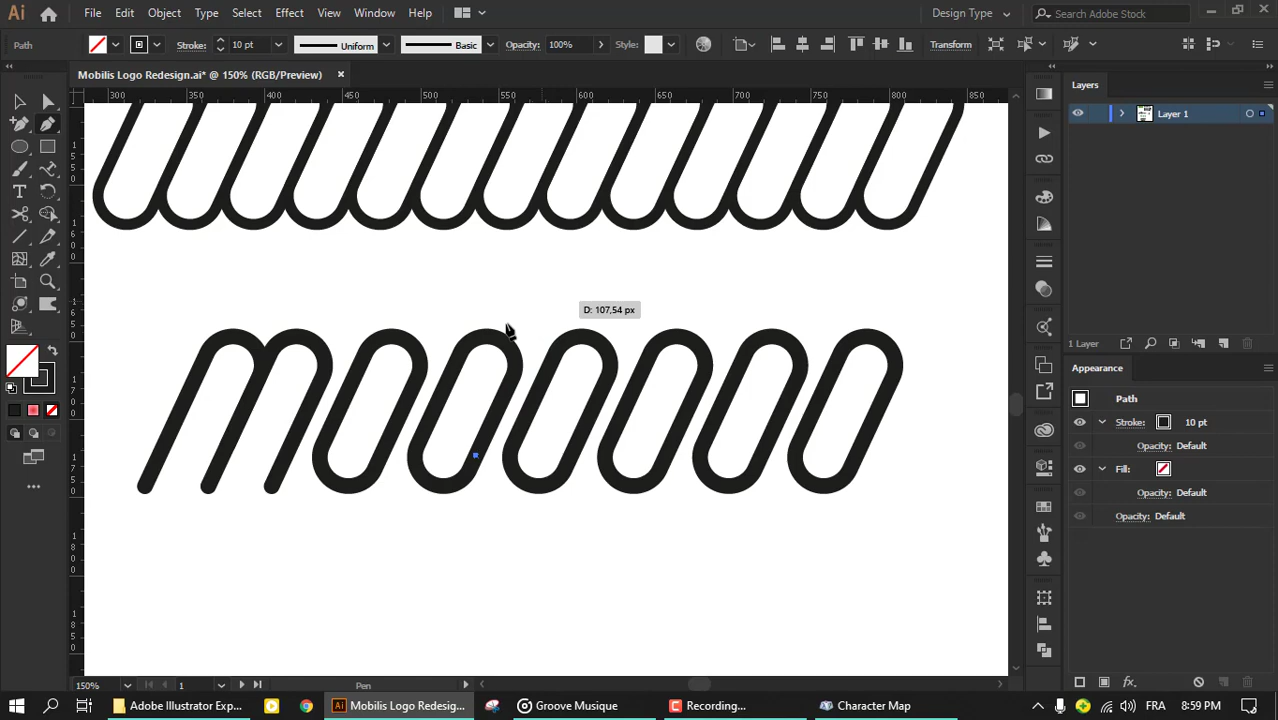 Ai File Edit Object Type Select Effect View Window Help Design Type Search Adobe Stock
Path Stroke: 10 pt Uniform Basic Opacity: 100% Style: Transform
Mobilis Logo Redesign.ai* @ 150% (RGB/Preview)
300 350 400 450 500 550 600 650 700 750 800 850
Layers
Layer 1
D: 107,54 px
1 Layer
Appearance
Path
Stroke: 10 pt
Opacity: Default
Fill:
Opacity: Default
Opacity: Default
150% 1 Pen
Adobe Illustrator Exp... Mobilis Logo Redesig... Groove Musique Recording... Character Map FR 8:59 PM